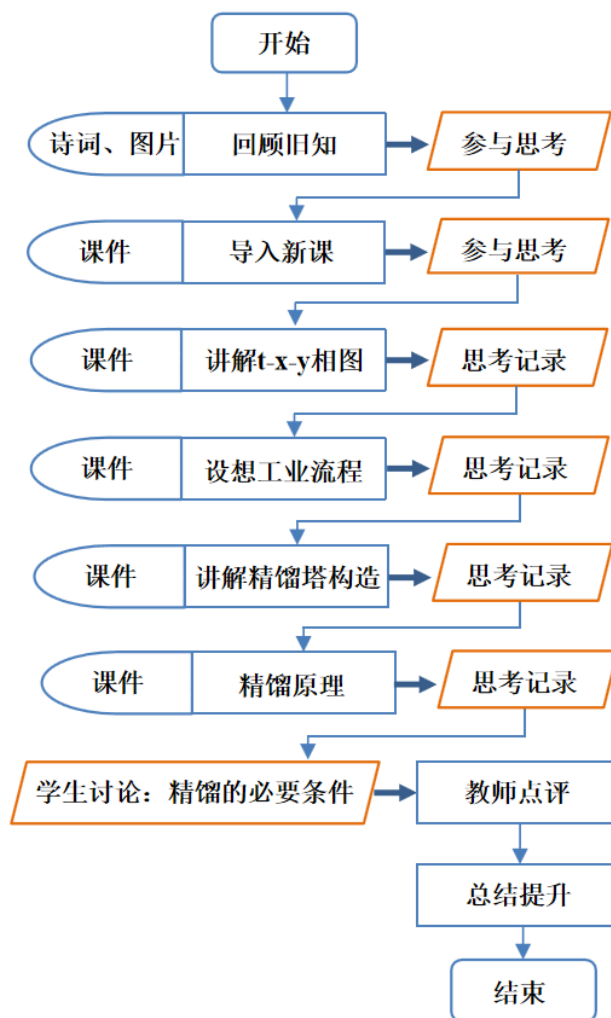 开始
诗词、图片
回顾旧知
参与思考
课件
导入新课
参与思考
课件
讲解t-x-y相图
思考记录
课件
设想工业流程
思考记录
课件
讲解精馏塔构造
思考记录
课件
精馏原理
思考记录
学生讨论：精馏的必要条件
教师点评
总结提升
结束